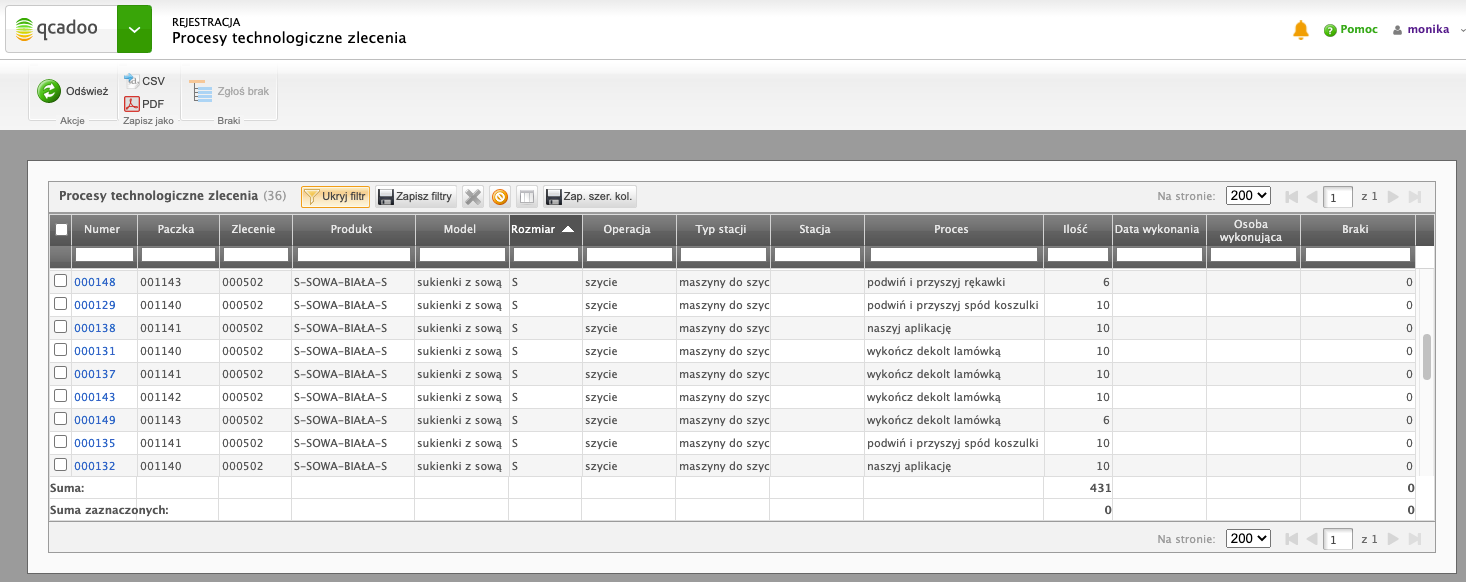 qcadoo
REJESTRACJA
Procesy technologiczne zlecenia
Pomoc
monika
Odśwież
CSV
PDF
Zgłoś brak
Akcje
Zapisz jako
Braki
Procesy technologiczne zlecenia (36) Ukryj filtr Zapisz filtry Zap. szer. kol. Na stronie: 200 1 z 1
Numer Paczka Zlecenie Produkt Model Rozmiar Operacja Typ stacji Stacja Proces Ilość Data wykonania Osoba wykonująca Braki
000148 001143 000502 S-SOWA-BIAŁA-S sukienki z sową S szycie maszyny do szyc podwiń i przyszyj rękawki 6 0
000129 001140 000502 S-SOWA-BIAŁA-S sukienki z sową S szycie maszyny do szyc podwiń i przyszyj spód koszulki 10 0
000138 001141 000502 S-SOWA-BIAŁA-S sukienki z sową S szycie maszyny do szyc naszyj aplikację 10 0
000131 001140 000502 S-SOWA-BIAŁA-S sukienki z sową S szycie maszyny do szyc wykończ dekolt lamówką 10 0
000137 001141 000502 S-SOWA-BIAŁA-S sukienki z sową S szycie maszyny do szyc wykończ dekolt lamówką 10 0
000143 001142 000502 S-SOWA-BIAŁA-S sukienki z sową S szycie maszyny do szyc wykończ dekolt lamówką 10 0
000149 001143 000502 S-SOWA-BIAŁA-S sukienki z sową S szycie maszyny do szyc wykończ dekolt lamówką 6 0
000135 001141 000502 S-SOWA-BIAŁA-S sukienki z sową S szycie maszyny do szyc podwiń i przyszyj spód koszulki 10 0
000132 001140 000502 S-SOWA-BIAŁA-S sukienki z sową S szycie maszyny do szyc naszyj aplikację 10 0
Suma: 431 0
Suma zaznaczonych: 0 0
Na stronie: 200 1 z 1